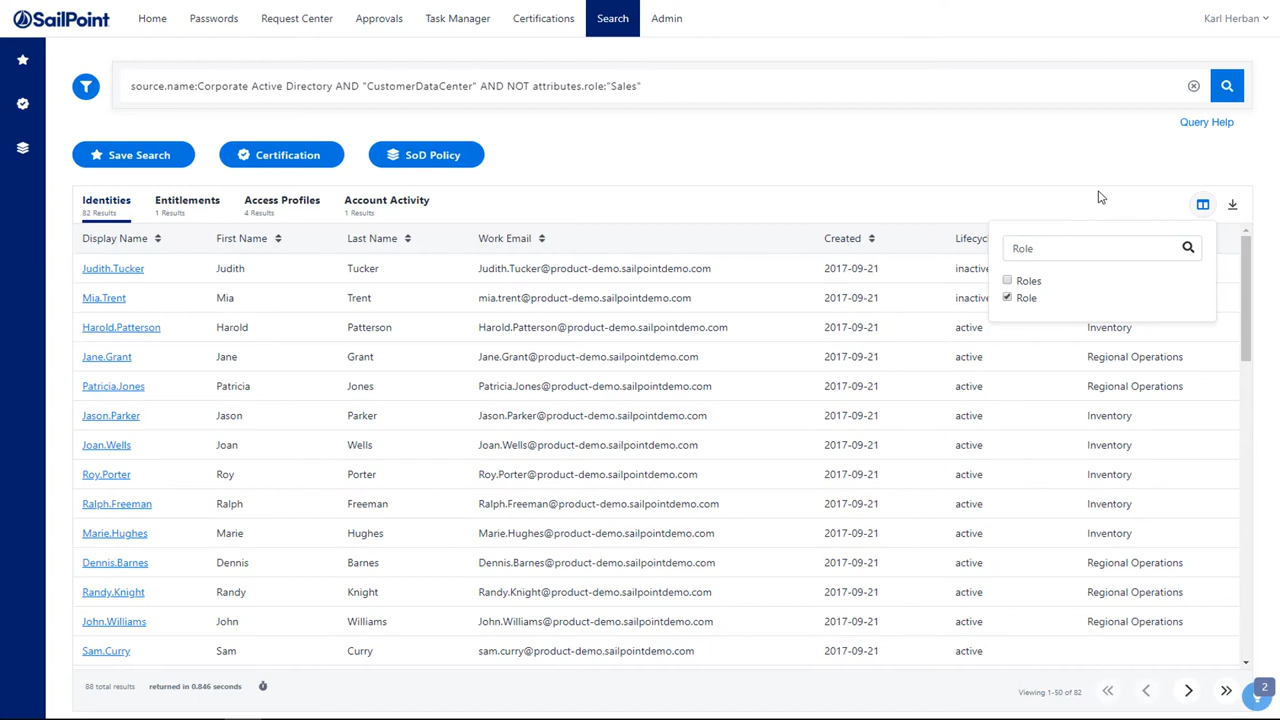 SailPoint Home Passwords Request Center Approvals Task Manager Certifications Search Admin Karl Herban
source.name:Corporate Active Directory AND "CustomerDataCenter" AND NOT attributes.role:"Sales"
Query Help
Save Search Certification SoD Policy
Identities Entitlements Access Profiles Account Activity
82 Results 1 Results 4 Results 1 Results
Display Name First Name Last Name Work Email Created Lifecyc
Role
Judith.Tucker Judith Tucker Judith.Tucker@product-demo.sailpointdemo.com 2017-09-21 inactive
Roles
Mia.Trent Mia Trent mia.trent@product-demo.sailpointdemo.com 2017-09-21 inactive
Role
Harold.Patterson Harold Patterson Harold.Patterson@product-demo.sailpointdemo.com 2017-09-21 active Inventory
Jane.Grant Jane Grant Jane.Grant@product-demo.sailpointdemo.com 2017-09-21 active Regional Operations
Patricia.Jones Patricia Jones Patricia.Jones@product-demo.sailpointdemo.com 2017-09-21 active Regional Operations
Jason.Parker Jason Parker Jason.Parker@product-demo.sailpointdemo.com 2017-09-21 active Inventory
Joan.Wells Joan Wells Joan.Wells@product-demo.sailpointdemo.com 2017-09-21 active Inventory
Roy.Porter Roy Porter Roy.Porter@product-demo.sailpointdemo.com 2017-09-21 active Inventory
Ralph.Freeman Ralph Freeman Ralph.Freeman@product-demo.sailpointdemo.com 2017-09-21 active Inventory
Marie.Hughes Marie Hughes Marie.Hughes@product-demo.sailpointdemo.com 2017-09-21 active Inventory
Dennis.Barnes Dennis Barnes Dennis.Barnes@product-demo.sailpointdemo.com 2017-09-21 active Regional Operations
Randy.Knight Randy Knight Randy.Knight@product-demo.sailpointdemo.com 2017-09-21 active Regional Operations
John.Williams John Williams John.Williams@product-demo.sailpointdemo.com 2017-09-21 active Regional Operations
Sam.Curry Sam Curry sam.curry@product-demo.sailpointdemo.com 2017-09-21 active
88 total results returned in 0.846 seconds Viewing 1-50 of 82 2